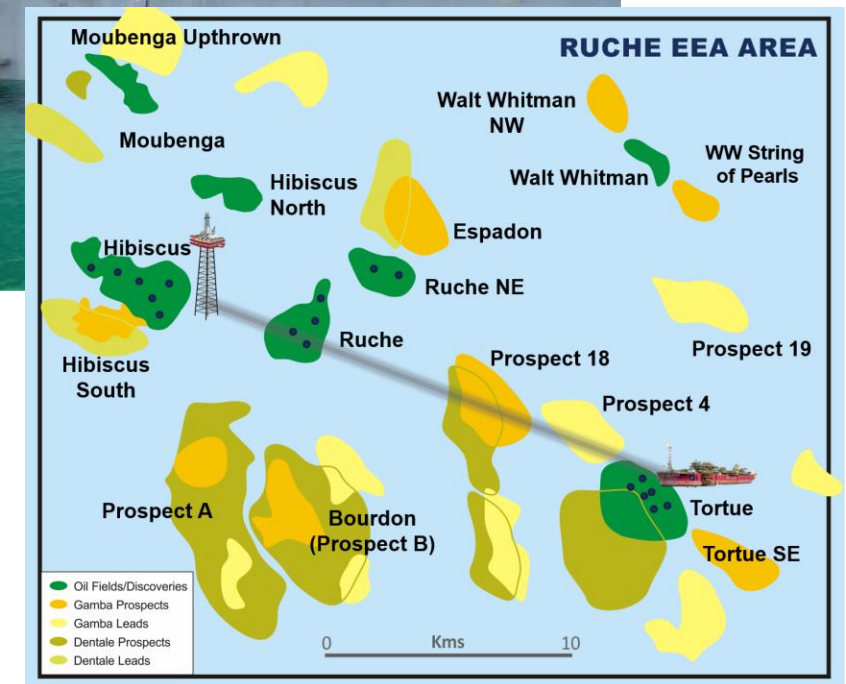 RUCHE EEA AREA
Moubenga Upthrown
Moubenga
Walt Whitman
NW
Walt Whitman
WW String
of Pearls
Hibiscus
North
Hibiscus
Espadon
Ruche NE
Ruche
Hibiscus
South
Prospect 19
Prospect 18
Prospect 4
Prospect A
Bourdon
(Prospect B)
Tortue
Tortue SE
Oil Fields/Discoveries
Gamba Prospects
Gamba Leads
Dentale Prospects
Dentale Leads
0 Kms 10